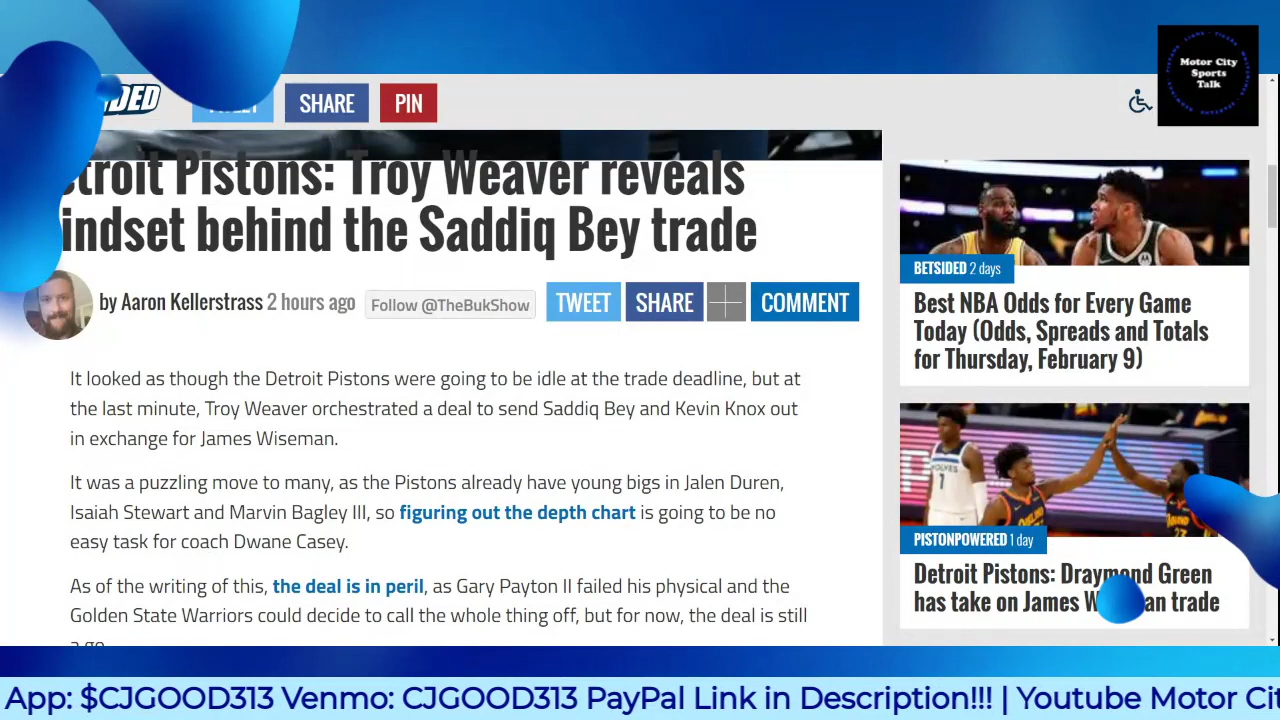 Motor City
Sports
Talk
TWEET
SHARE
PIN
Detroit Pistons: Troy Weaver reveals
mindset behind the Saddiq Bey trade
by Aaron Kellerstrass 2 hours ago
Follow @TheBukShow
TWEET
SHARE
COMMENT
It looked as though the Detroit Pistons were going to be idle at the trade deadline, but at
the last minute, Troy Weaver orchestrated a deal to send Saddiq Bey and Kevin Knox out
in exchange for James Wiseman.
It was a puzzling move to many, as the Pistons already have young bigs in Jalen Duren,
Isaiah Stewart and Marvin Bagley III, so figuring out the depth chart is going to be no
easy task for coach Dwane Casey.
As of the writing of this, the deal is in peril, as Gary Payton II failed his physical and the
Golden State Warriors could decide to call the whole thing off, but for now, the deal is still
a go.
BETSIDED 2 days
Best NBA Odds for Every Game
Today (Odds, Spreads and Totals
for Thursday, February 9)
WOLVES
1
PISTONPOWERED 1 day
Detroit Pistons: Draymond Green
has take on James Wiseman trade
App: $CJGOOD313 Venmo: CJGOOD313 PayPal Link in Description!!! | Youtube Motor Cit